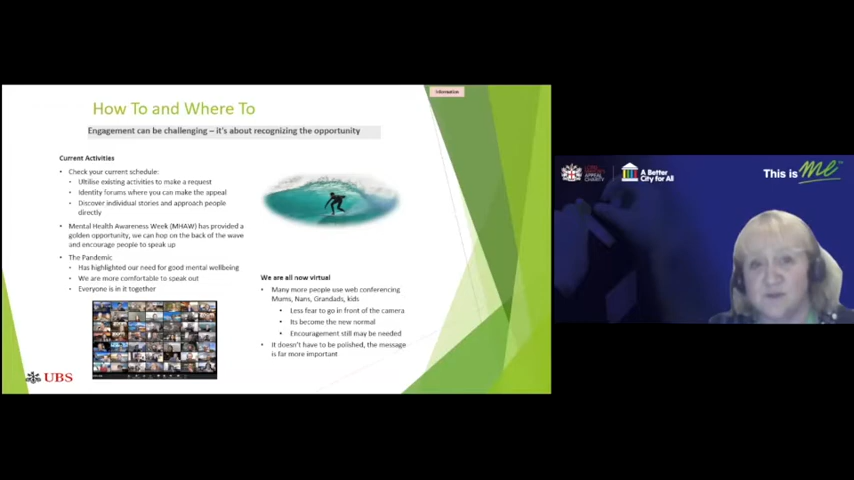 Information
How To and Where To
Engagement can be challenging – it's about recognizing the opportunity
Current Activities
• Check your current schedule:
• Ultilise existing activities to make a request
• Identity forums where you can make the appeal
• Discover individual stories and approach people
directly
• Mental Health Awareness Week (MHAW) has provided a
golden opportunity, we can hop on the back of the wave
and encourage people to speak up
• The Pandemic
• Has highlighted our need for good mental wellbeing
• We are more comfortable to speak out
• Everyone is in it together
We are all now virtual
• Many more people use web conferencing
Mums, Nans, Grandads, kids
• Less fear to go in front of the camera
• Its become the new normal
• Encouragement still may be needed
• It doesn't have to be polished, the message
is far more important
UBS
APPEAL
CHARITY
A Better
City for All
This is me